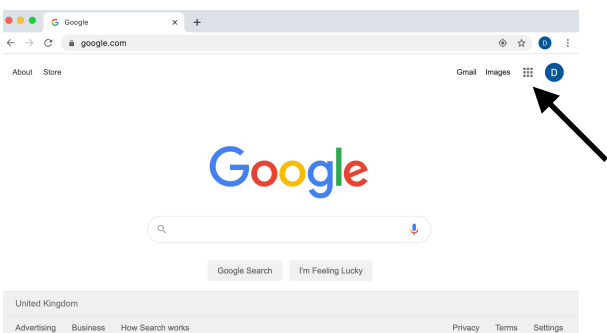 Google
google.com
D
About Store
Gmail Images
D
Google
Google Search I'm Feeling Lucky
United Kingdom
Advertising Business How Search works
Privacy Terms Settings